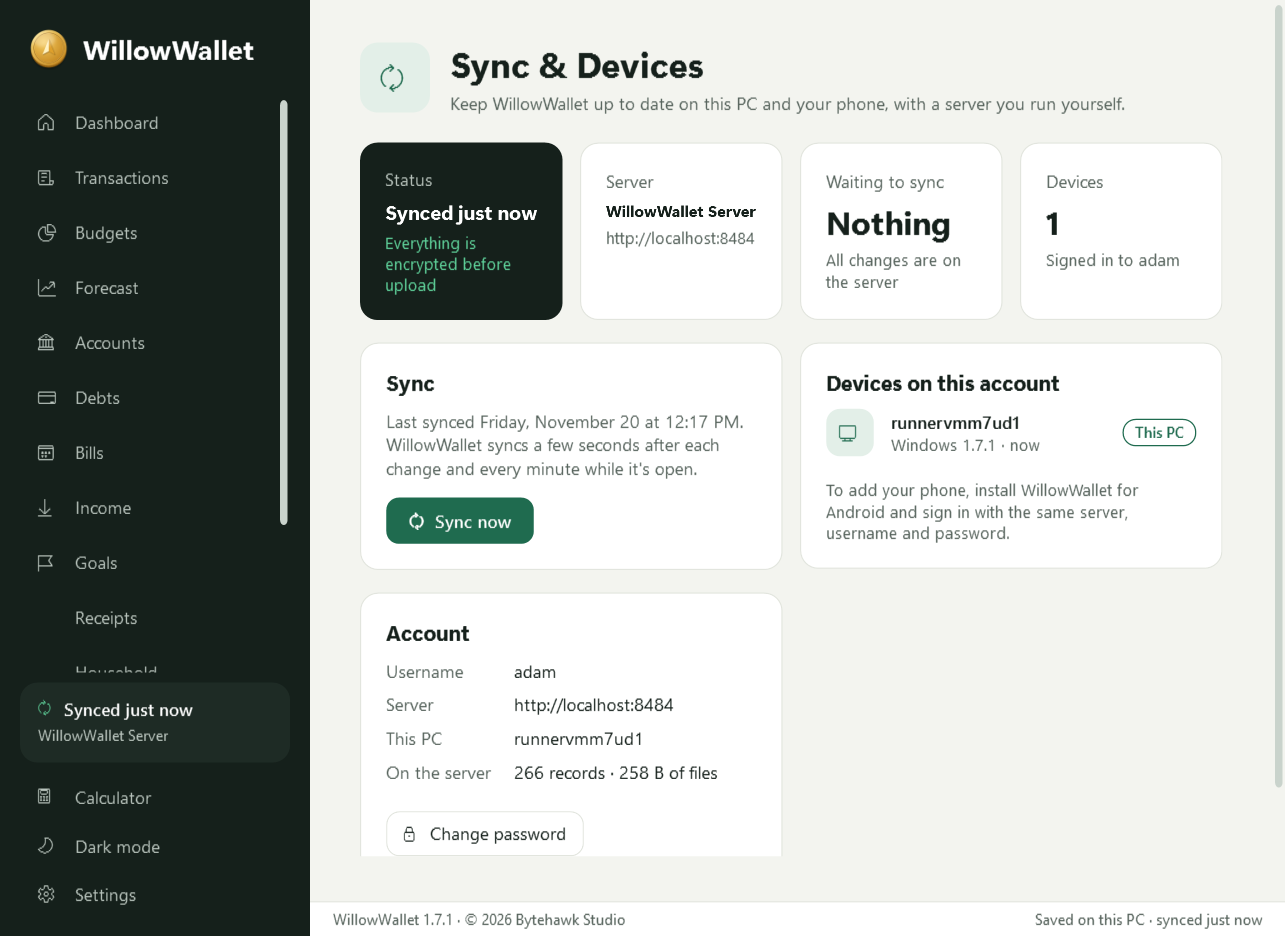 WillowWallet
Dashboard
Transactions
Budgets
Forecast
Accounts
Debts
Bills
Income
Goals
Receipts
Household
Synced just now
WillowWallet Server
Calculator
Dark mode
Settings
Sync & Devices
Keep WillowWallet up to date on this PC and your phone, with a server you run yourself.
Status
Synced just now
Everything is
encrypted before
upload
Server
WillowWallet Server
http://localhost:8484
Waiting to sync
Nothing
All changes are on
the server
Devices
1
Signed in to adam
Sync
Last synced Friday, November 20 at 12:17 PM.
WillowWallet syncs a few seconds after each
change and every minute while it's open.
Sync now
Devices on this account
runnervmm7ud1
Windows 1.7.1 · now
This PC
To add your phone, install WillowWallet for
Android and sign in with the same server,
username and password.
Account
Username adam
Server http://localhost:8484
This PC runnervmm7ud1
On the server 266 records · 258 B of files
Change password
WillowWallet 1.7.1 · © 2026 Bytehawk Studio
Saved on this PC · synced just now